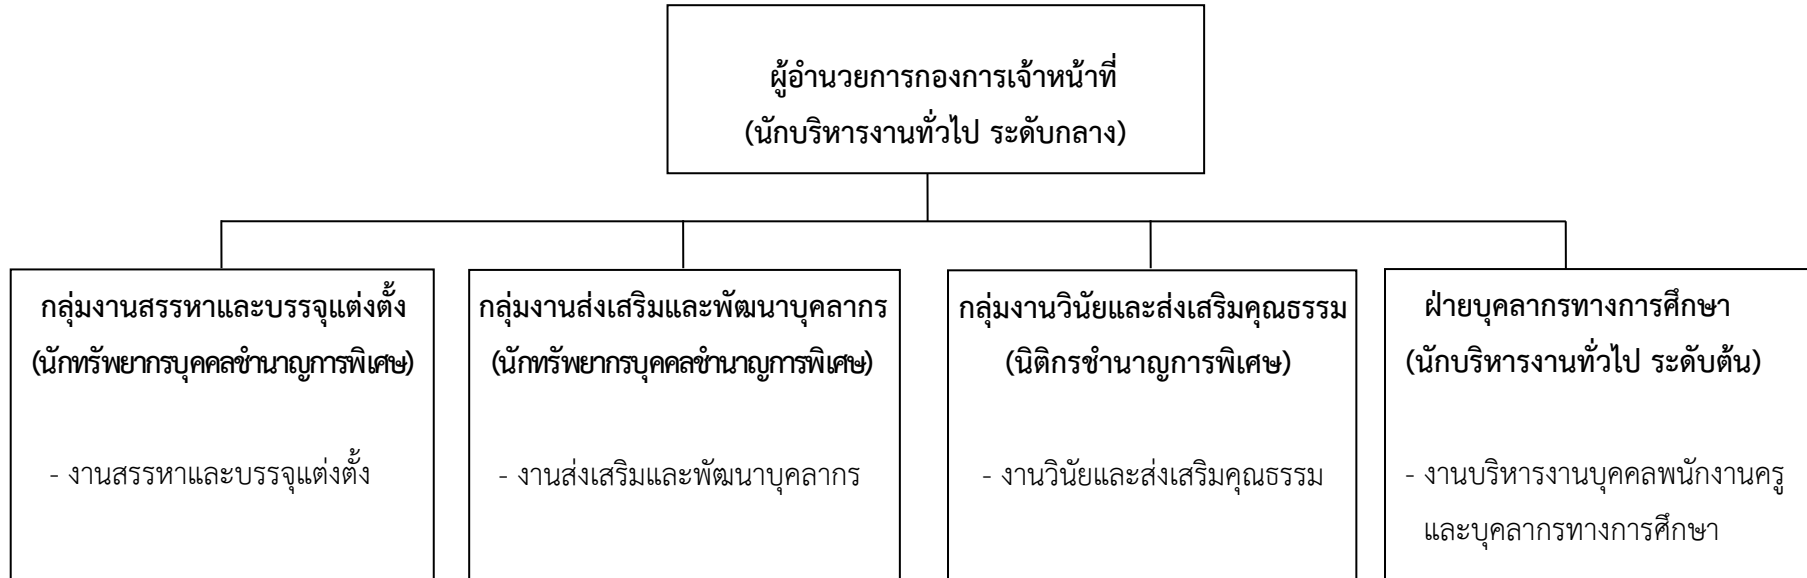 ผู้อำนวยการกองการเจ้าหน้าที่
(นักบริหารงานทั่วไป ระดับกลาง)
กลุ่มงานสรรหาและบรรจุแต่งตั้ง
(นักทรัพยากรบุคคลชำนาญการพิเศษ)
- งานสรรหาและบรรจุแต่งตั้ง
กลุ่มงานส่งเสริมและพัฒนาบุคลากร
(นักทรัพยากรบุคคลชำนาญการพิเศษ)
- งานส่งเสริมและพัฒนาบุคลากร
กลุ่มงานวินัยและส่งเสริมคุณธรรม
(นิติกรชำนาญการพิเศษ)
- งานวินัยและส่งเสริมคุณธรรม
ฝ่ายบุคลากรทางการศึกษา
(นักบริหารงานทั่วไป ระดับต้น)
- งานบริหารงานบุคคลพนักงานครู
และบุคลากรทางการศึกษา